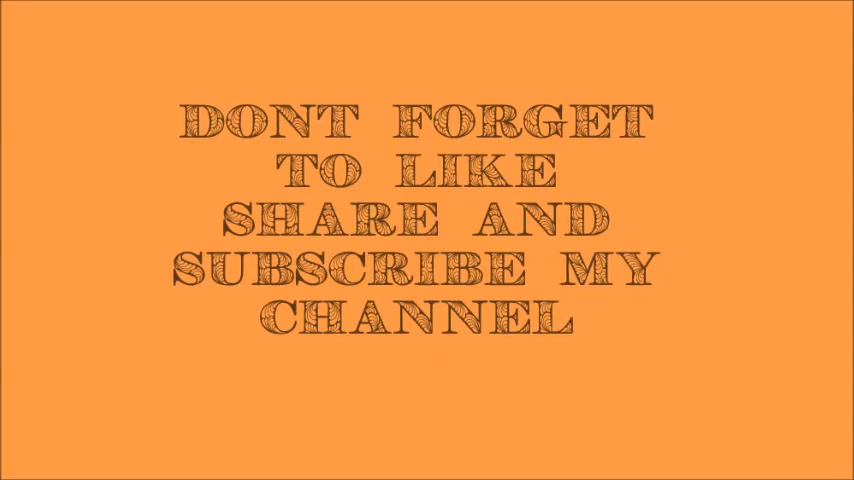 DONT FORGET
TO LIKE
SHARE AND
SUBSCRIBE MY
CHANNEL